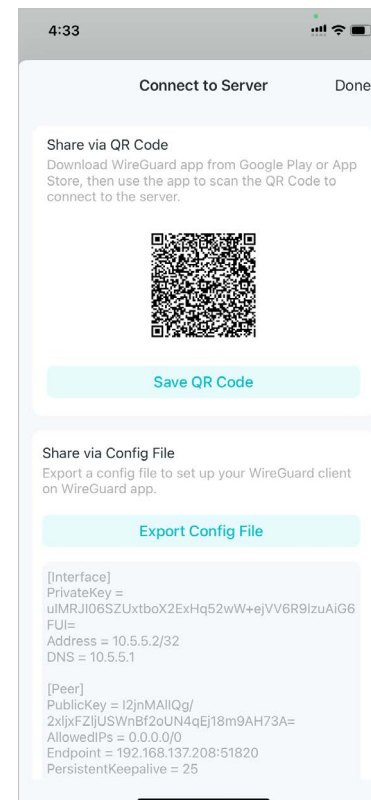 4:33
Connect to Server
Done
Share via QR Code
Download WireGuard app from Google Play or App
Store, then use the app to scan the QR Code to
connect to the server.
Save QR Code
Share via Config File
Export a config file to set up your WireGuard client
on WireGuard app.
Export Config File
[Interface]
PrivateKey =
uIMRJI06SZUxtboX2ExHq52wW+ejVV6R9IzuAiG6
FUI=
Address = 10.5.5.2/32
DNS = 10.5.5.1
[Peer]
PublicKey = I2jnMAlIQg/
2xljxFZljUSWnBf2oUN4qEj18m9AH73A=
AllowedIPs = 0.0.0.0/0
Endpoint = 192.168.137.208:51820
PersistentKeepalive = 25